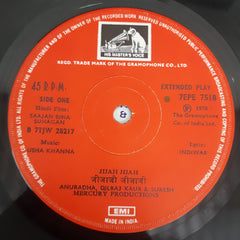 "HIS MASTER'S VOICE"
REGD. TRADE MARK OF THE GRAMOPHONE CO. LTD.
45 R.P.M.
EXTENDED PLAY
SIDE ONE
7EPE 7518
Hindi Film:
SAAJAN BINA
SUHAGAN
℗ 1978
The Gramophone
Co. of India Ltd.
B 7TJW 28217
Music:
USHA KHANNA
Lyric:
INDIWAR
&
JIJAJI JIJAJI
जीजाजी जीजाजी
ANURADHA, DILRAJ KAUR & SURESH
MERCURY PRODUCTIONS
EMI
MADE IN INDIA